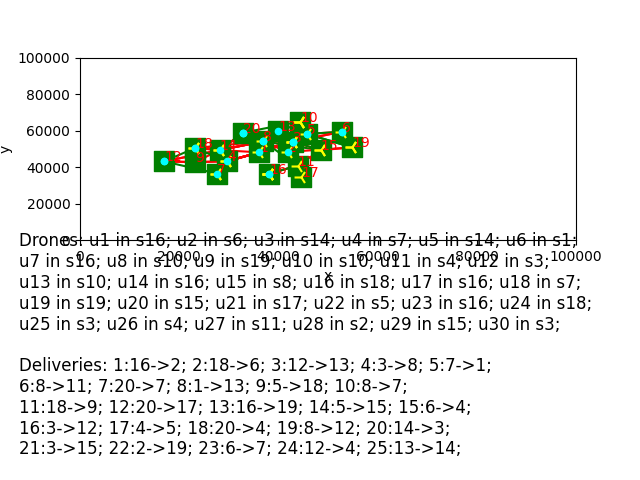 100000
80000
y
60000
40000
20000
0
0 20000 40000 60000 80000 100000
x
Drones: u1 in s16; u2 in s6; u3 in s14; u4 in s7; u5 in s14; u6 in s1;
u7 in s16; u8 in s10; u9 in s19; u10 in s10; u11 in s4; u12 in s3;
u13 in s10; u14 in s16; u15 in s8; u16 in s18; u17 in s16; u18 in s7;
u19 in s19; u20 in s15; u21 in s17; u22 in s5; u23 in s16; u24 in s18;
u25 in s3; u26 in s4; u27 in s11; u28 in s2; u29 in s15; u30 in s3;
Deliveries: 1:16->2; 2:18->6; 3:12->13; 4:3->8; 5:7->1;
6:8->11; 7:20->7; 8:1->13; 9:5->18; 10:8->7;
11:18->9; 12:20->17; 13:16->19; 14:5->15; 15:6->4;
16:3->12; 17:4->5; 18:20->4; 19:8->12; 20:14->3;
21:3->15; 22:2->19; 23:6->7; 24:12->4; 25:13->14;